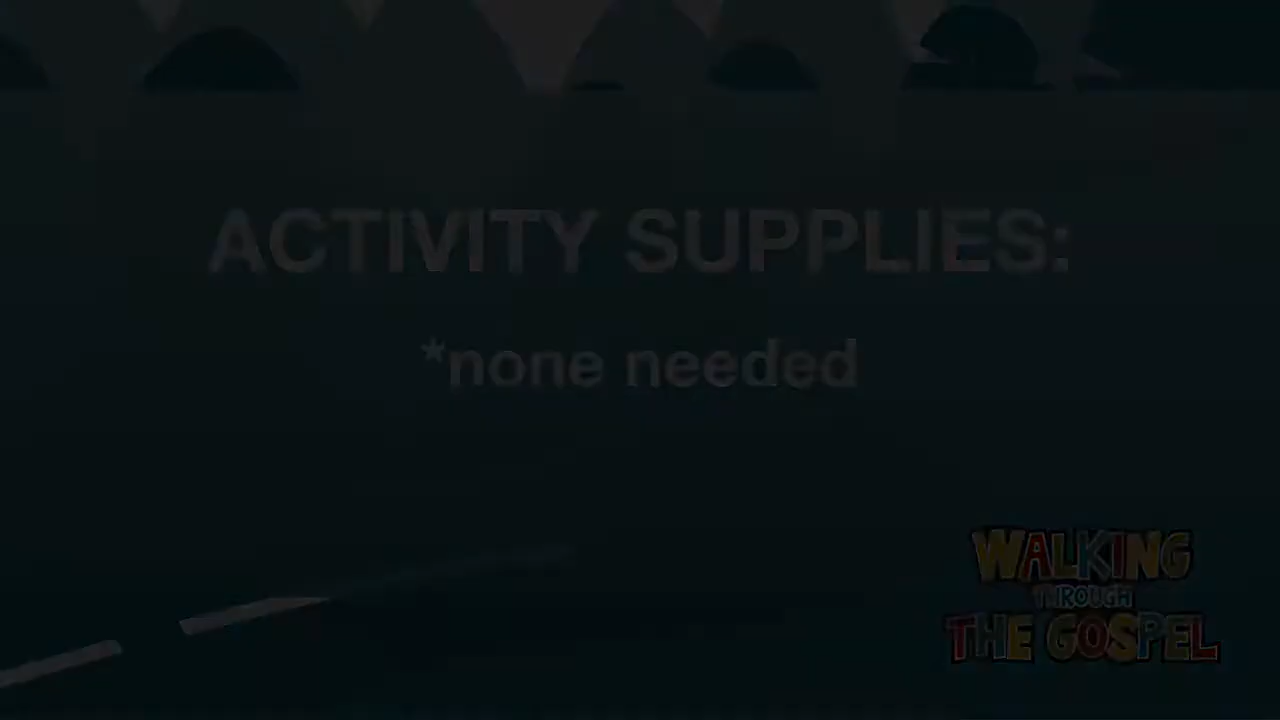 ACTIVITY SUPPLIES:
*none needed
WALKING
THROUGH
THE GOSPEL